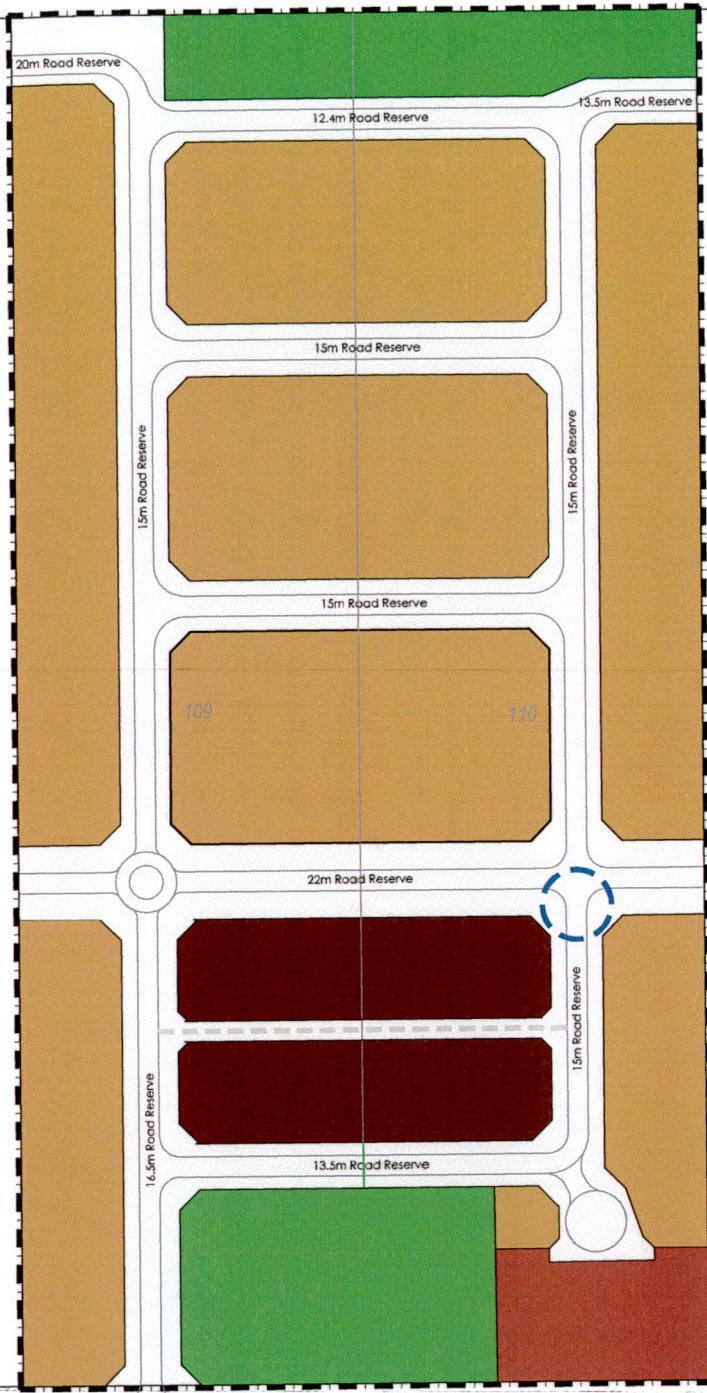 20m Road Reserve
13.5m Road Reserve
12.4m Road Reserve
15m Road Reserve
15m Road Reserve
15m Road Reserve
15m Road Reserve
109
110
22m Road Reserve
15m Road Reserve
16.5m Road Reserve
13.5m Road Reserve